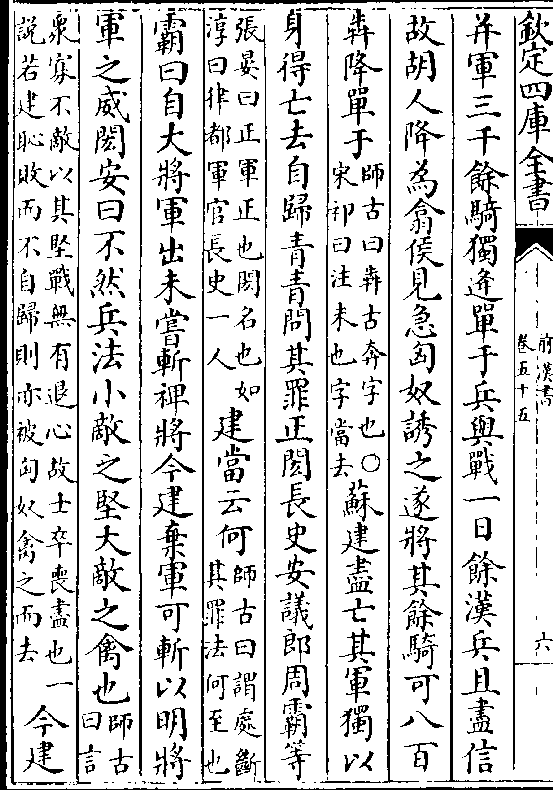 欽定四庫全書
前漢書
卷五十五
六
并軍三千餘騎獨逢單于兵與戰一日餘漢兵且盡信
故胡人降為翕侯見急匈奴誘之遂將其餘騎可八百
犇降單于師古曰犇古奔字也○宋祁曰注末也字當去蘇建盡亡其軍獨以
身得亡去自歸青青問其罪正閎長史安議郎周霸等
張晏曰正軍正也閎名也如淳曰律都軍官長史一人建當云何師古曰謂處斷其罪法何至也
霸曰自大將軍出未嘗斬裨將今建棄軍可斬以明將
軍之威閎安曰不然兵法小敵之堅大敵之禽也師古曰言
衆寡不敵以其堅戰無有退心故士卒喪盡也一說若建恥敗而不自歸則亦被匈奴禽之而去今建